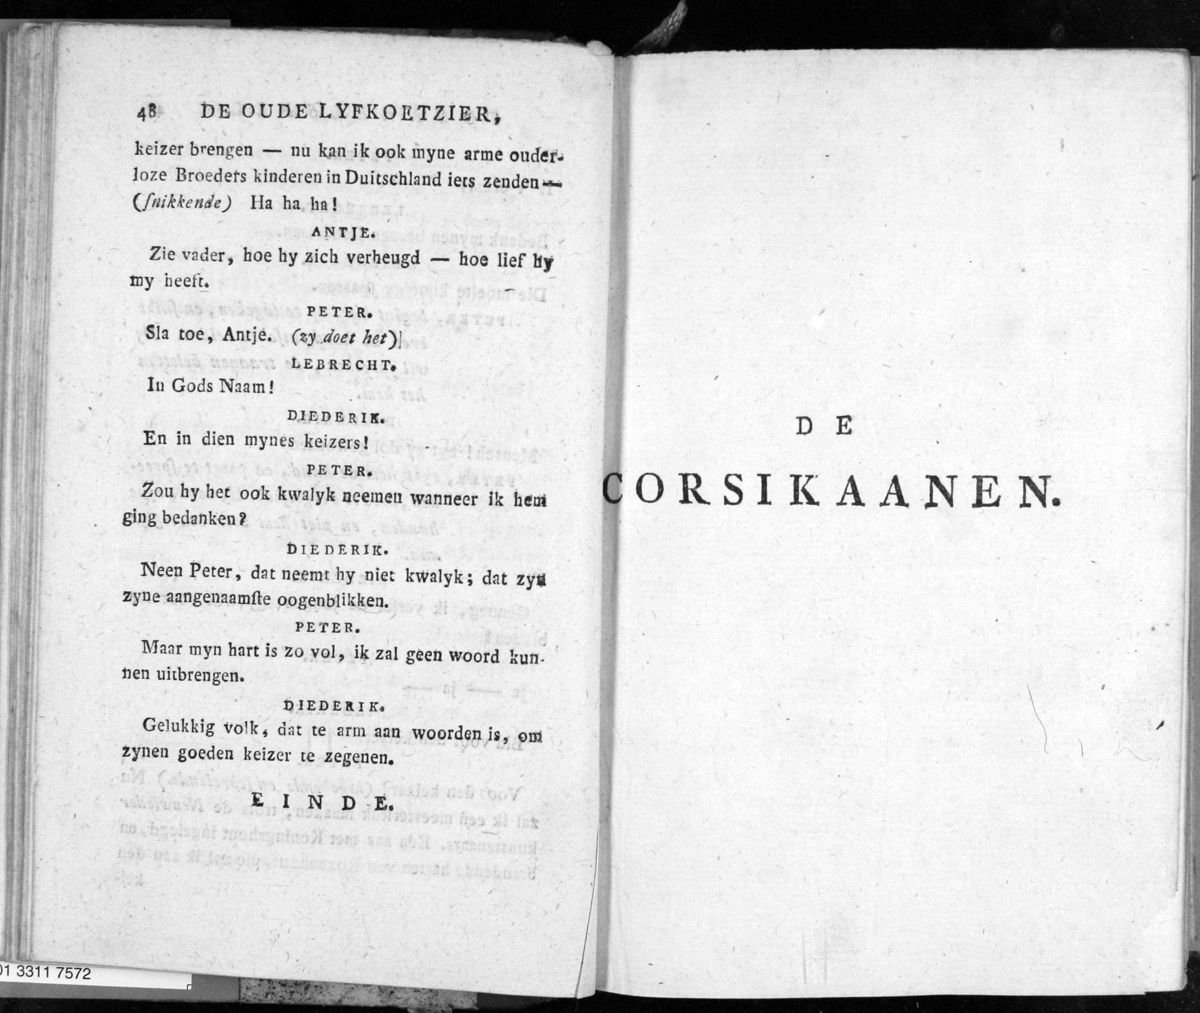 48 DE OUDE LYFKOETZIER,
keizer brengen — nu kan ik ook myne arme ouder-
loze Broeders kinderen in Duitschland iets zenden —
(ſnikkende) Ha ha ha!
ANTJE.
Zie vader, hoe hy zich verheugd — hoe lief hy
my heeft.
PETER.
Sla toe, Antje. (zy doet het)
LEBRECHT.
In Gods Naam!
DIEDERIK.
En in dien mynes keizers!
PETER.
Zou hy het ook kwalyk neemen wanneer ik hem
ging bedanken?
DIEDERIK.
Neen Peter, dat neemt hy niet kwalyk; dat zyn
zyne aangenaamſte oogenblikken.
PETER.
Maar myn hart is zo vol, ik zal geen woord kun-
nen uitbrengen.
DIEDERIK.
Gelukkig volk, dat te arm aan woorden is, om
zynen goeden keizer te zegenen.
EINDE.
01 3311 7572
DE
CORSIKAANEN.